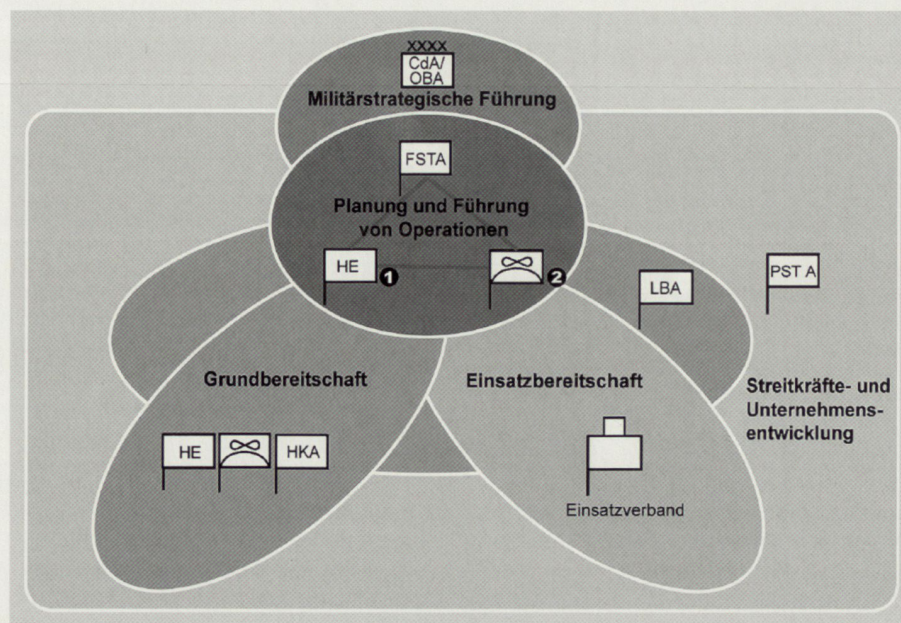 XXXX
CdA/
OBA
Militärstrategische Führung
FSTA
Planung und Führung
von Operationen
HE 1
2
LBA
PST A
Grundbereitschaft
Einsatzbereitschaft
Streitkräfte- und
Unternehmens-
entwicklung
HE
HKA
Einsatzverband